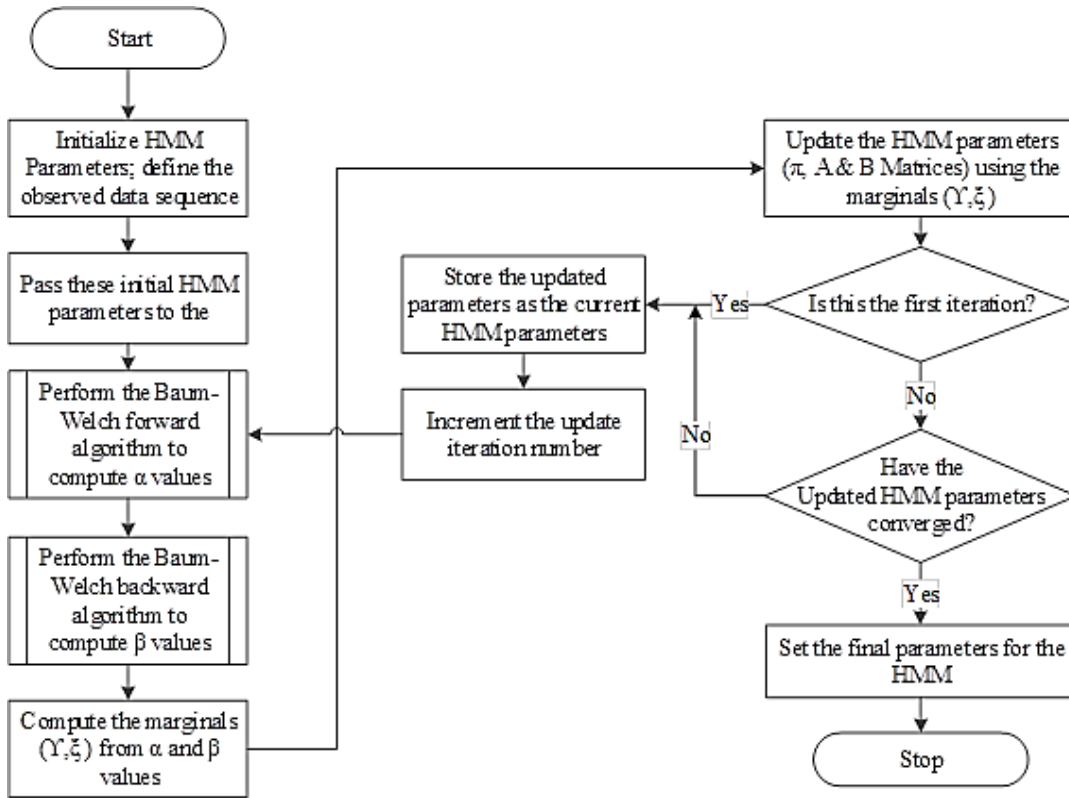 Start
Initialize HMM
Parameters; define the
observed data sequence
Pass these initial HMM
parameters to the
Perform the Baum-
Welch forward
algorithm to
compute α values
Perform the Baum-
Welch backward
algorithm to
compute β values
Compute the marginals
(ϒ,ξ) from α and β
values
Update the HMM parameters
(π, A & B Matrices) using the
marginals (ϒ,ξ)
Is this the first iteration?
Yes
Store the updated
parameters as the current
HMM parameters
Increment the update
iteration number
No
No
Have the
Updated HMM parameters
converged?
Yes
Set the final parameters for the
HMM
Stop